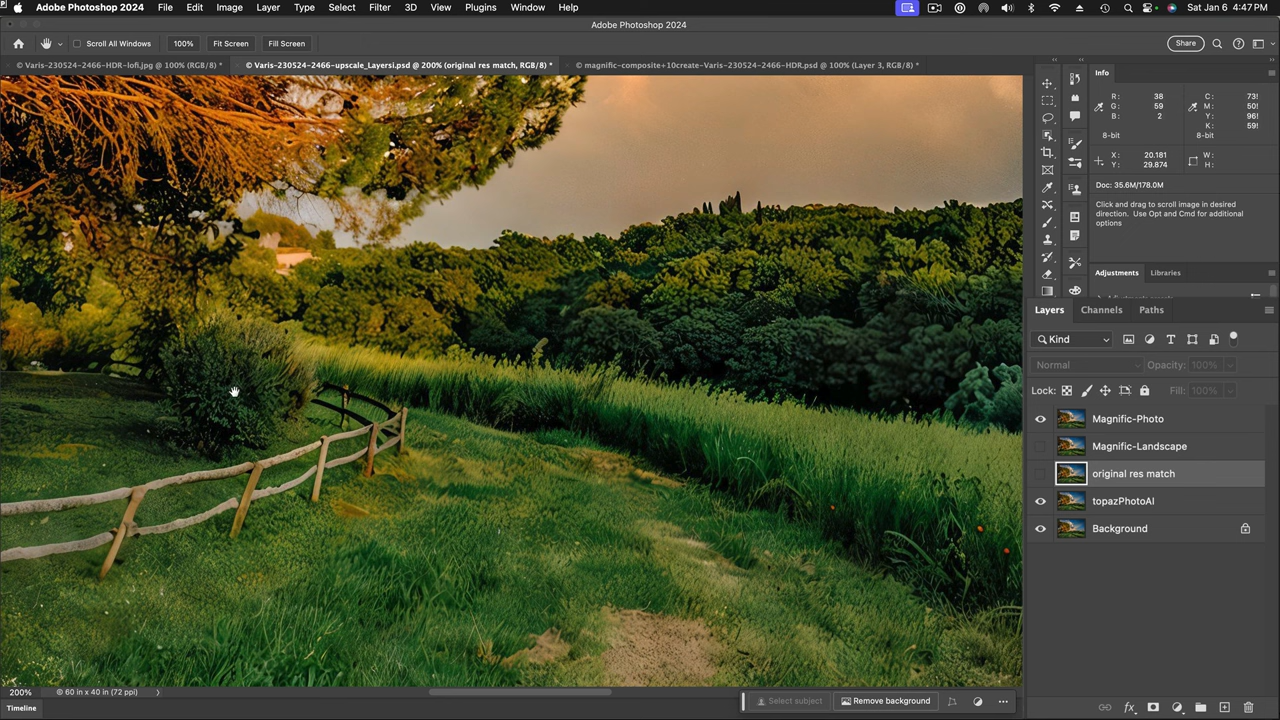 Adobe Photoshop 2024 File Edit Image Layer Type Select Filter 3D View Plugins Window Help Sat Jan 6 4:47 PM
Adobe Photoshop 2024
Scroll All Windows 100% Fit Screen Fill Screen Share
Varis-230524-2466-HDR-lofi.jpg @ 100% (RGB/8) * Varis-230524-2466-upscale_Layersi.psd @ 200% (original res match, RGB/8) * magnific-composite+10create-Varis-230524-2466-HDR.psd @ 100% (Layer 3, RGB/8) *
Info
R: 38 C: 73!
G: 59 M: 50!
B: 2 Y: 96!
K: 59!
8-bit 8-bit
X: 20.181 W:
Y: 29.874 H:
Doc: 35.6M/178.0M
Click and drag to scroll image in desired
direction. Use Opt and Cmd for additional
options
Adjustments Libraries
Layers Channels Paths
Kind
Normal Opacity: 100%
Lock: Fill: 100%
Magnific-Photo
Magnific-Landscape
original res match
topazPhotoAI
Background
200% 60 in x 40 in (72 ppi)
Select subject Remove background
Timeline